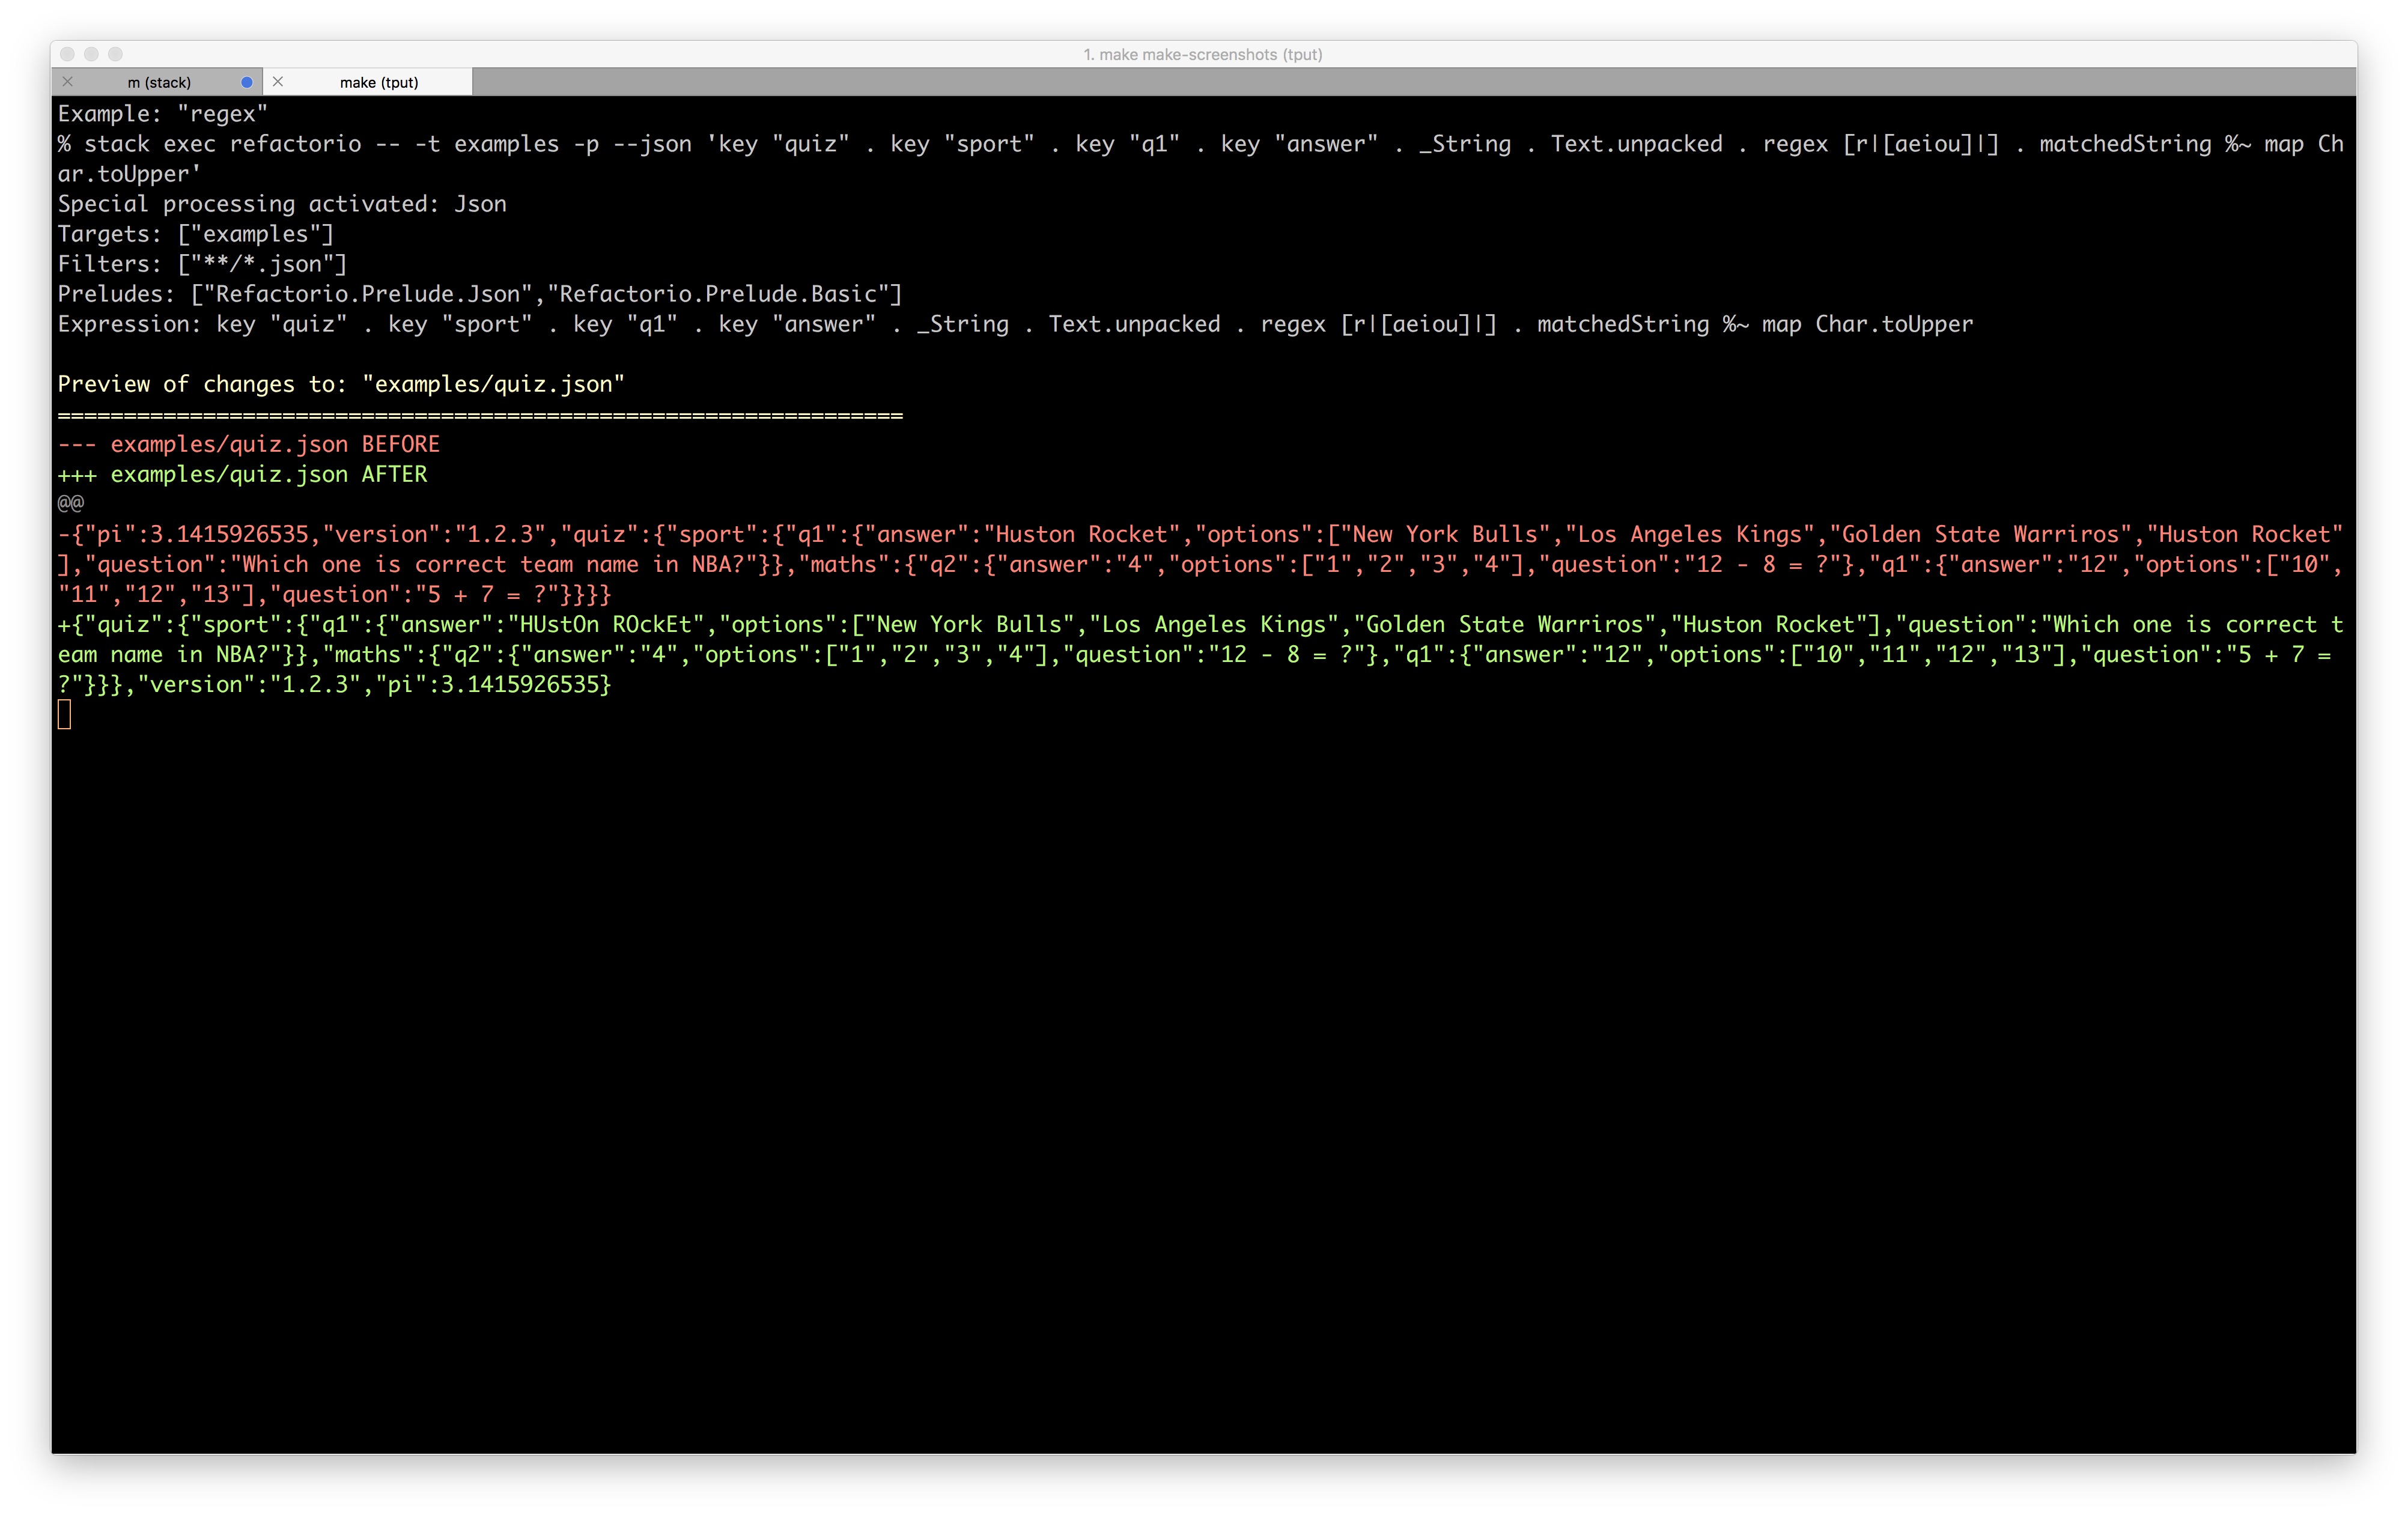 1. make make-screenshots (tput)
m (stack)
make (tput)
Example: "regex"
% stack exec refactorio -- -t examples -p --json 'key "quiz" . key "sport" . key "q1" . key "answer" . _String . Text.unpacked . regex [r|[aeiou]|] . matchedString %~ map Ch
ar.toUpper'
Special processing activated: Json
Targets: ["examples"]
Filters: ["**/*.json"]
Preludes: ["Refactorio.Prelude.Json","Refactorio.Prelude.Basic"]
Expression: key "quiz" . key "sport" . key "q1" . key "answer" . _String . Text.unpacked . regex [r|[aeiou]|] . matchedString %~ map Char.toUpper
Preview of changes to: "examples/quiz.json"
================================================================
--- examples/quiz.json BEFORE
+++ examples/quiz.json AFTER
@@
-{"pi":3.1415926535,"version":"1.2.3","quiz":{"sport":{"q1":{"answer":"Huston Rocket","options":["New York Bulls","Los Angeles Kings","Golden State Warriros","Huston Rocket"
],"question":"Which one is correct team name in NBA?"}},"maths":{"q2":{"answer":"4","options":["1","2","3","4"],"question":"12 - 8 = ?"},"q1":{"answer":"12","options":["10",
"11","12","13"],"question":"5 + 7 = ?"}}}}
+{"quiz":{"sport":{"q1":{"answer":"HUstOn ROckEt","options":["New York Bulls","Los Angeles Kings","Golden State Warriros","Huston Rocket"],"question":"Which one is correct t
eam name in NBA?"}},"maths":{"q2":{"answer":"4","options":["1","2","3","4"],"question":"12 - 8 = ?"},"q1":{"answer":"12","options":["10","11","12","13"],"question":"5 + 7 =
?"}}},"version":"1.2.3","pi":3.1415926535}